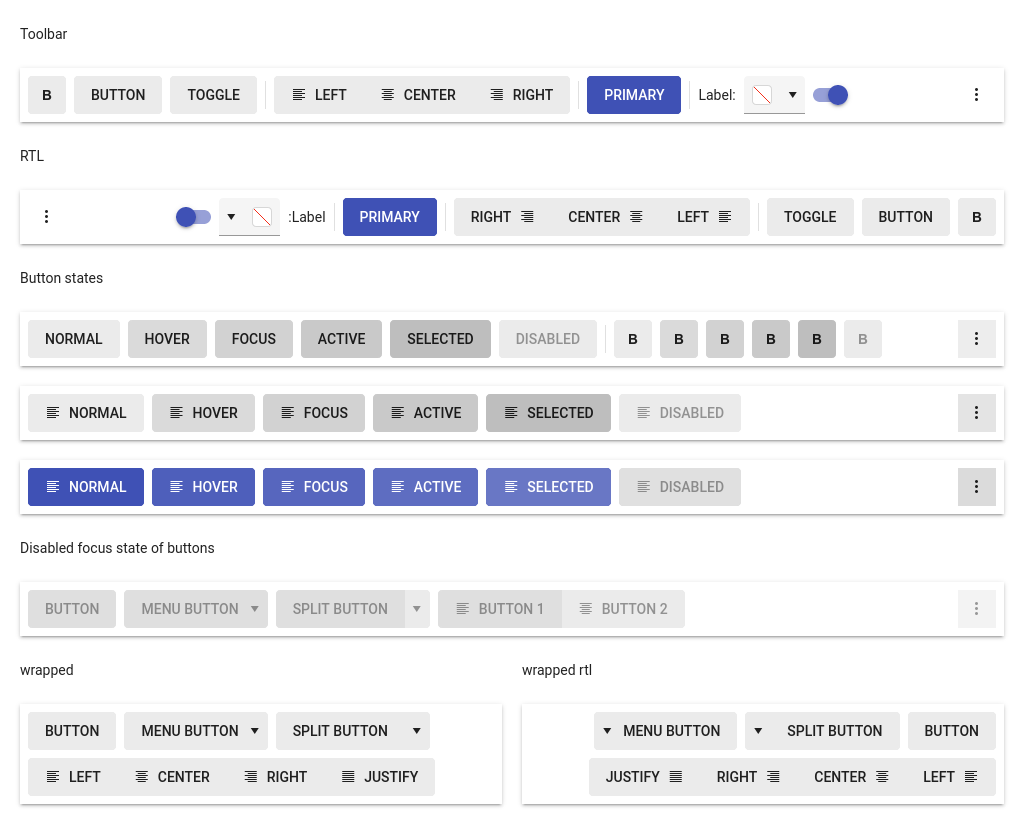 Toolbar
B BUTTON TOGGLE LEFT CENTER RIGHT PRIMARY Label:
RTL
:Label PRIMARY RIGHT CENTER LEFT TOGGLE BUTTON B
Button states
NORMAL HOVER FOCUS ACTIVE SELECTED DISABLED B B B B B B
NORMAL HOVER FOCUS ACTIVE SELECTED DISABLED
NORMAL HOVER FOCUS ACTIVE SELECTED DISABLED
Disabled focus state of buttons
BUTTON MENU BUTTON SPLIT BUTTON BUTTON 1 BUTTON 2
wrapped
BUTTON MENU BUTTON SPLIT BUTTON
LEFT CENTER RIGHT JUSTIFY
wrapped rtl
MENU BUTTON SPLIT BUTTON BUTTON
JUSTIFY RIGHT CENTER LEFT